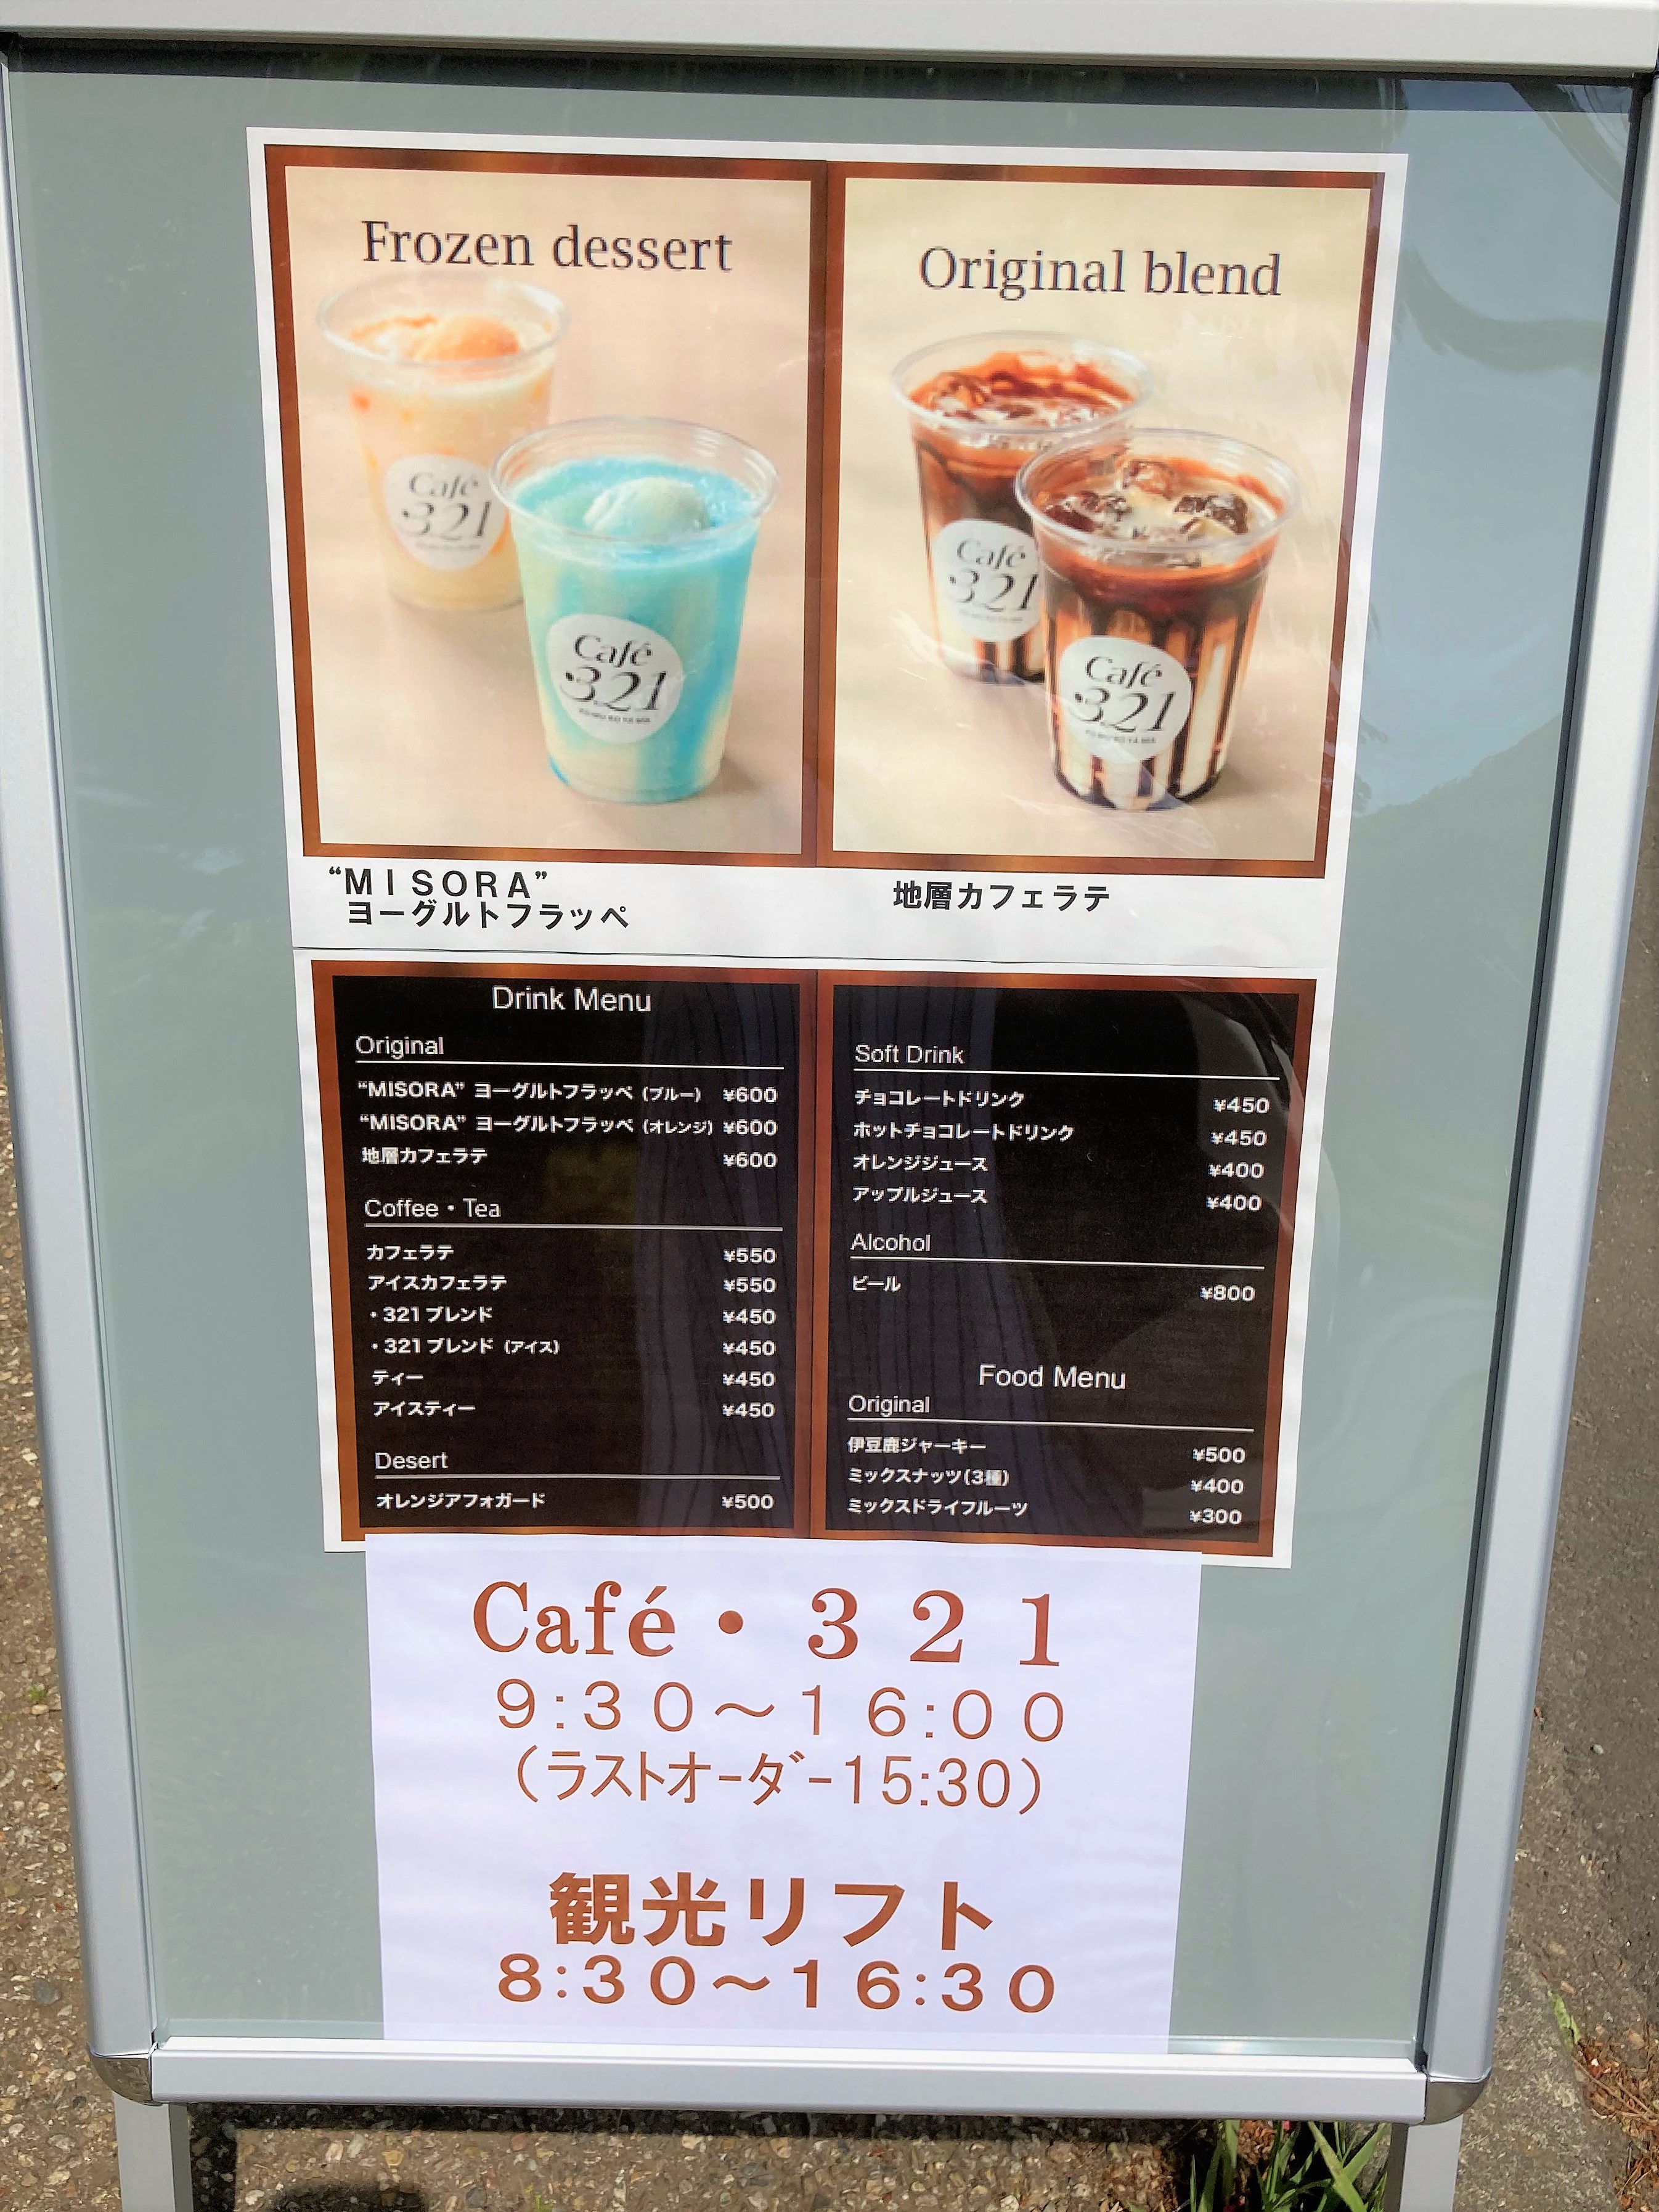 Frozen dessert
Original blend
Café
321
Café
321
KO MU RO YA MA
Café
321
Café
321
KO MU RO YA MA
“ＭＩＳＯＲＡ”
ヨーグルトフラッペ
地層カフェラテ
Drink Menu
Original
“MISORA” ヨーグルトフラッペ（ブルー） ¥600
“MISORA” ヨーグルトフラッペ（オレンジ） ¥600
地層カフェラテ ¥600
Coffee・Tea
カフェラテ ¥550
アイスカフェラテ ¥550
・321 ブレンド ¥450
・321 ブレンド（アイス） ¥450
ティー ¥450
アイスティー ¥450
Desert
オレンジアフォガード ¥500
Soft Drink
チョコレートドリンク ¥450
ホットチョコレートドリンク ¥450
オレンジジュース ¥400
アップルジュース ¥400
Alcohol
ビール ¥800
Food Menu
Original
伊豆鹿ジャーキー ¥500
ミックスナッツ(3種) ¥400
ミックスドライフルーツ ¥300
Café・３２１
９:３０～１６:００
（ラストオーダー15:30）
観光リフト
８:３０～１６:３０